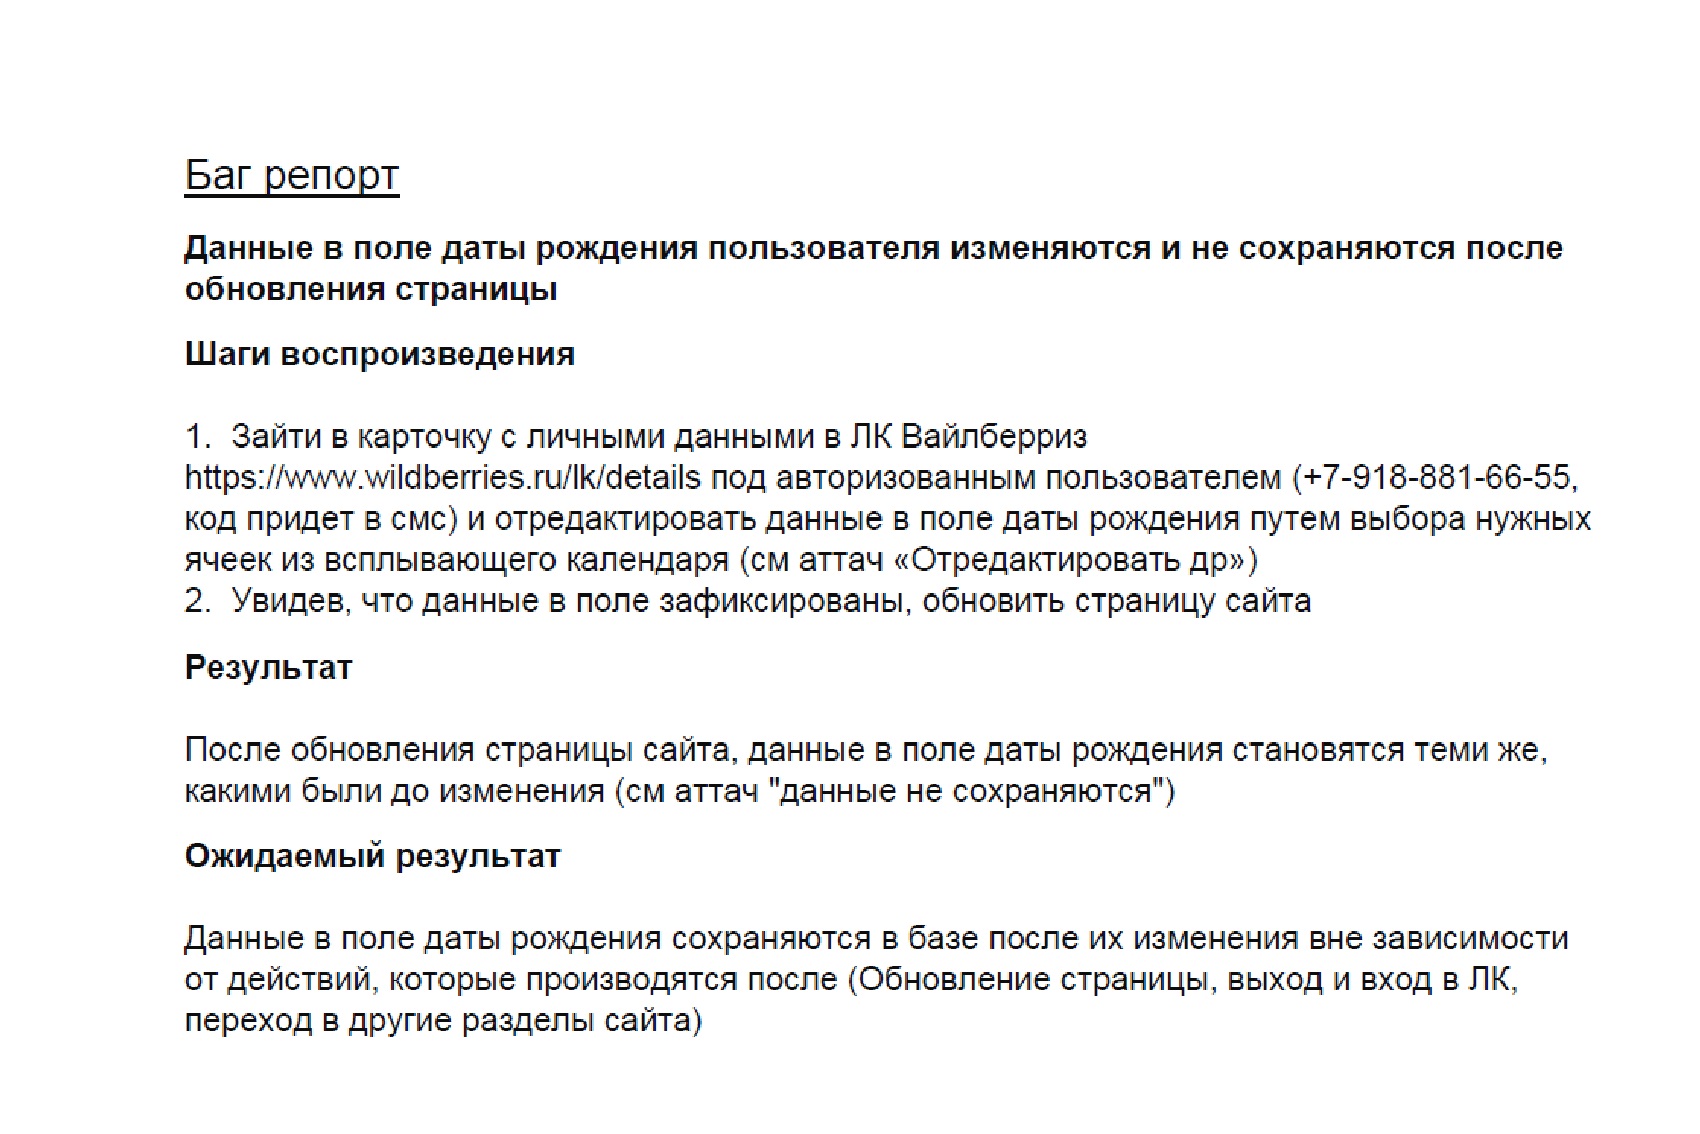 Баг репорт
Данные в поле даты рождения пользователя изменяются и не сохраняются после
обновления страницы
Шаги воспроизведения
1. Зайти в карточку с личными данными в ЛК Вайлберриз
https://www.wildberries.ru/lk/details под авторизованным пользователем (+7-918-881-66-55,
код придет в смс) и отредактировать данные в поле даты рождения путем выбора нужных
ячеек из всплывающего календаря (см аттач «Отредактировать др»)
2. Увидев, что данные в поле зафиксированы, обновить страницу сайта
Результат
После обновления страницы сайта, данные в поле даты рождения становятся теми же,
какими были до изменения (см аттач "данные не сохраняются")
Ожидаемый результат
Данные в поле даты рождения сохраняются в базе после их изменения вне зависимости
от действий, которые производятся после (Обновление страницы, выход и вход в ЛК,
переход в другие разделы сайта)